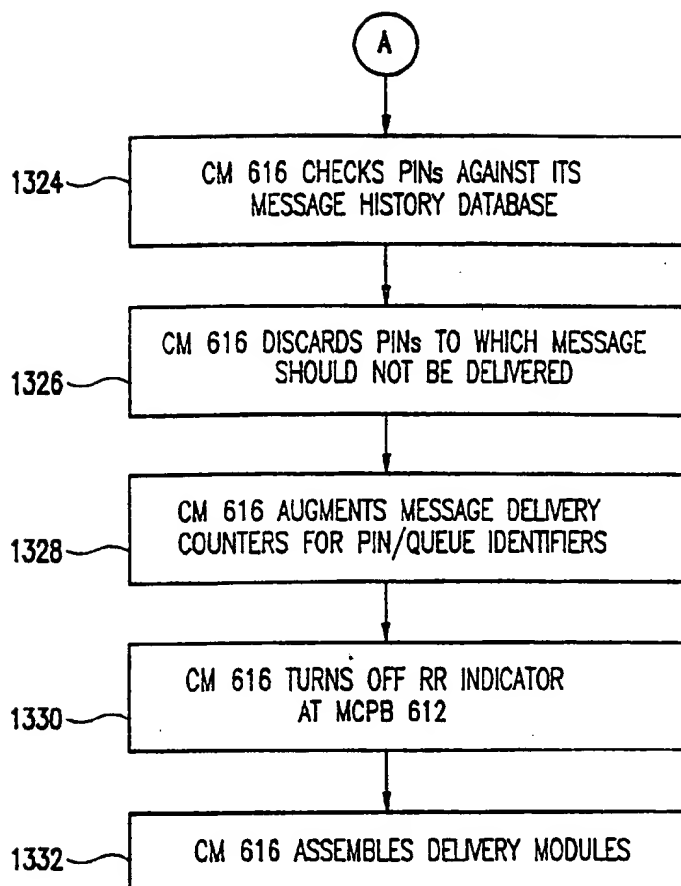 A
1324
CM 616 CHECKS PINs AGAINST ITS
MESSAGE HISTORY DATABASE
1326
CM 616 DISCARDS PINs TO WHICH MESSAGE
SHOULD NOT BE DELIVERED
1328
CM 616 AUGMENTS MESSAGE DELIVERY
COUNTERS FOR PIN/QUEUE IDENTIFIERS
1330
CM 616 TURNS OFF RR INDICATOR
AT MCPB 612
1332
CM 616 ASSEMBLES DELIVERY MODULES